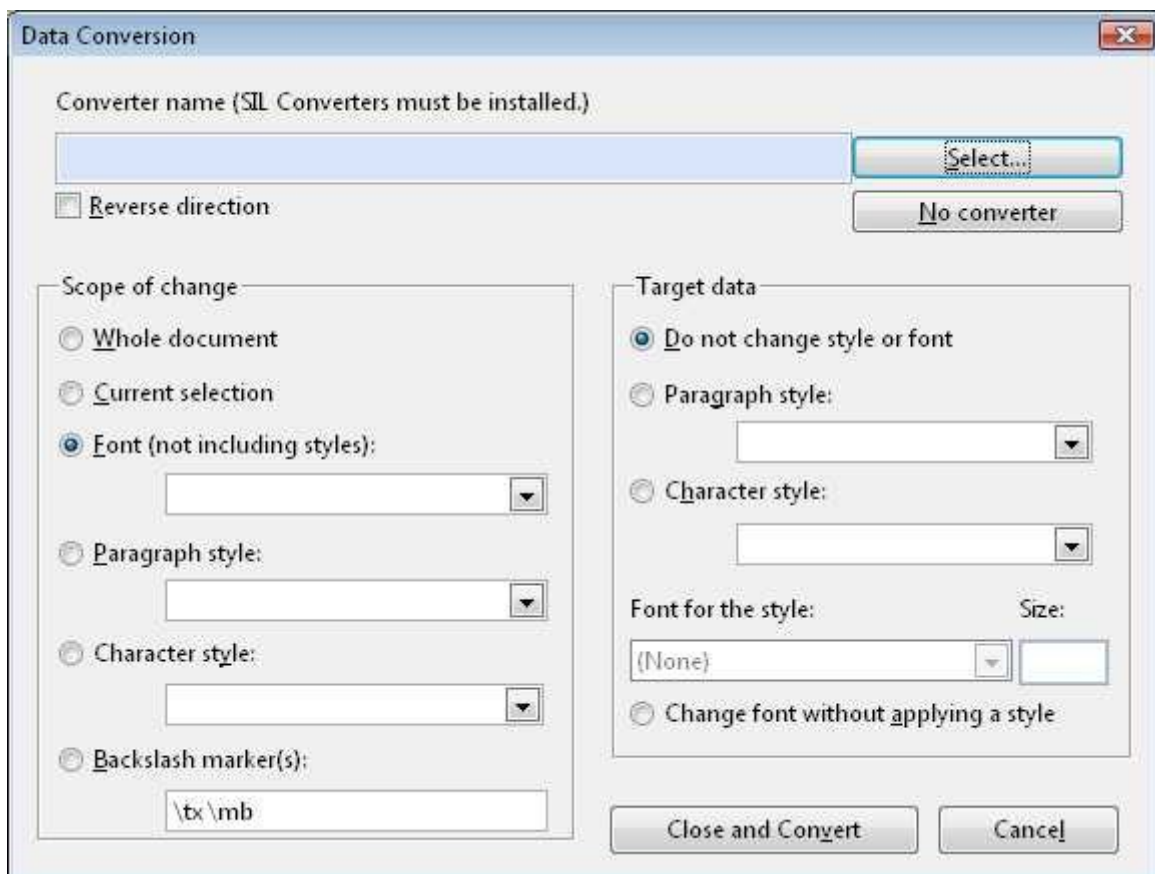 Data Conversion
Converter name (SIL Converters must be installed.)
Select...
Reverse direction
No converter
Scope of change
Whole document
Current selection
Font (not including styles):
Paragraph style:
Character style:
Backslash marker(s):
\tx \mb
Target data
Do not change style or font
Paragraph style:
Character style:
Font for the style: Size:
(None)
Change font without applying a style
Close and Convert Cancel